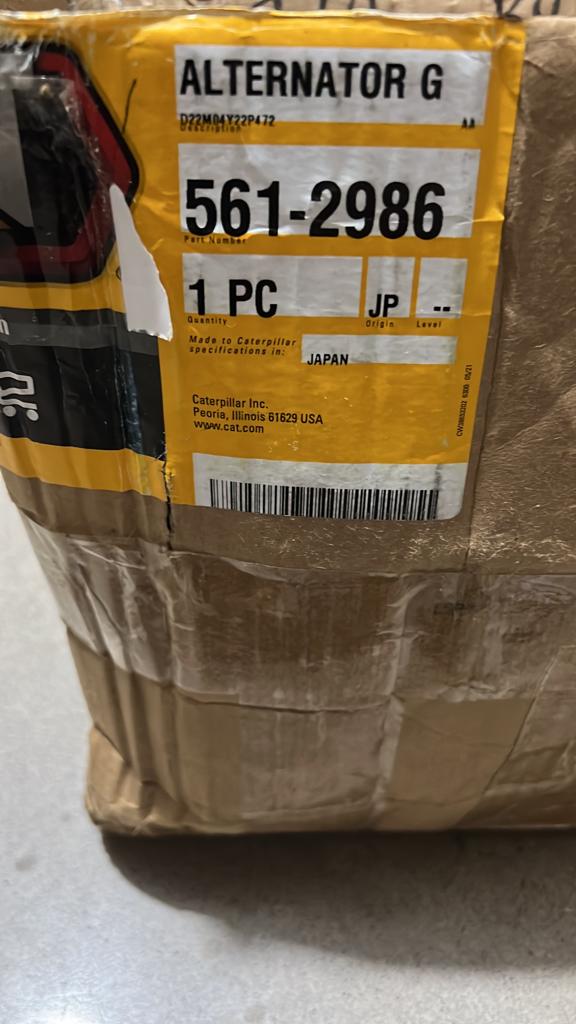 ALTERNATOR G
D22M04Y22P472 AA
Description
561-2986
Part Number
1 PC JP --
Quantity Origin Level
Made to Caterpillar
specifications in: JAPAN
Caterpillar Inc.
Peoria, Illinois 61629 USA
www.cat.com